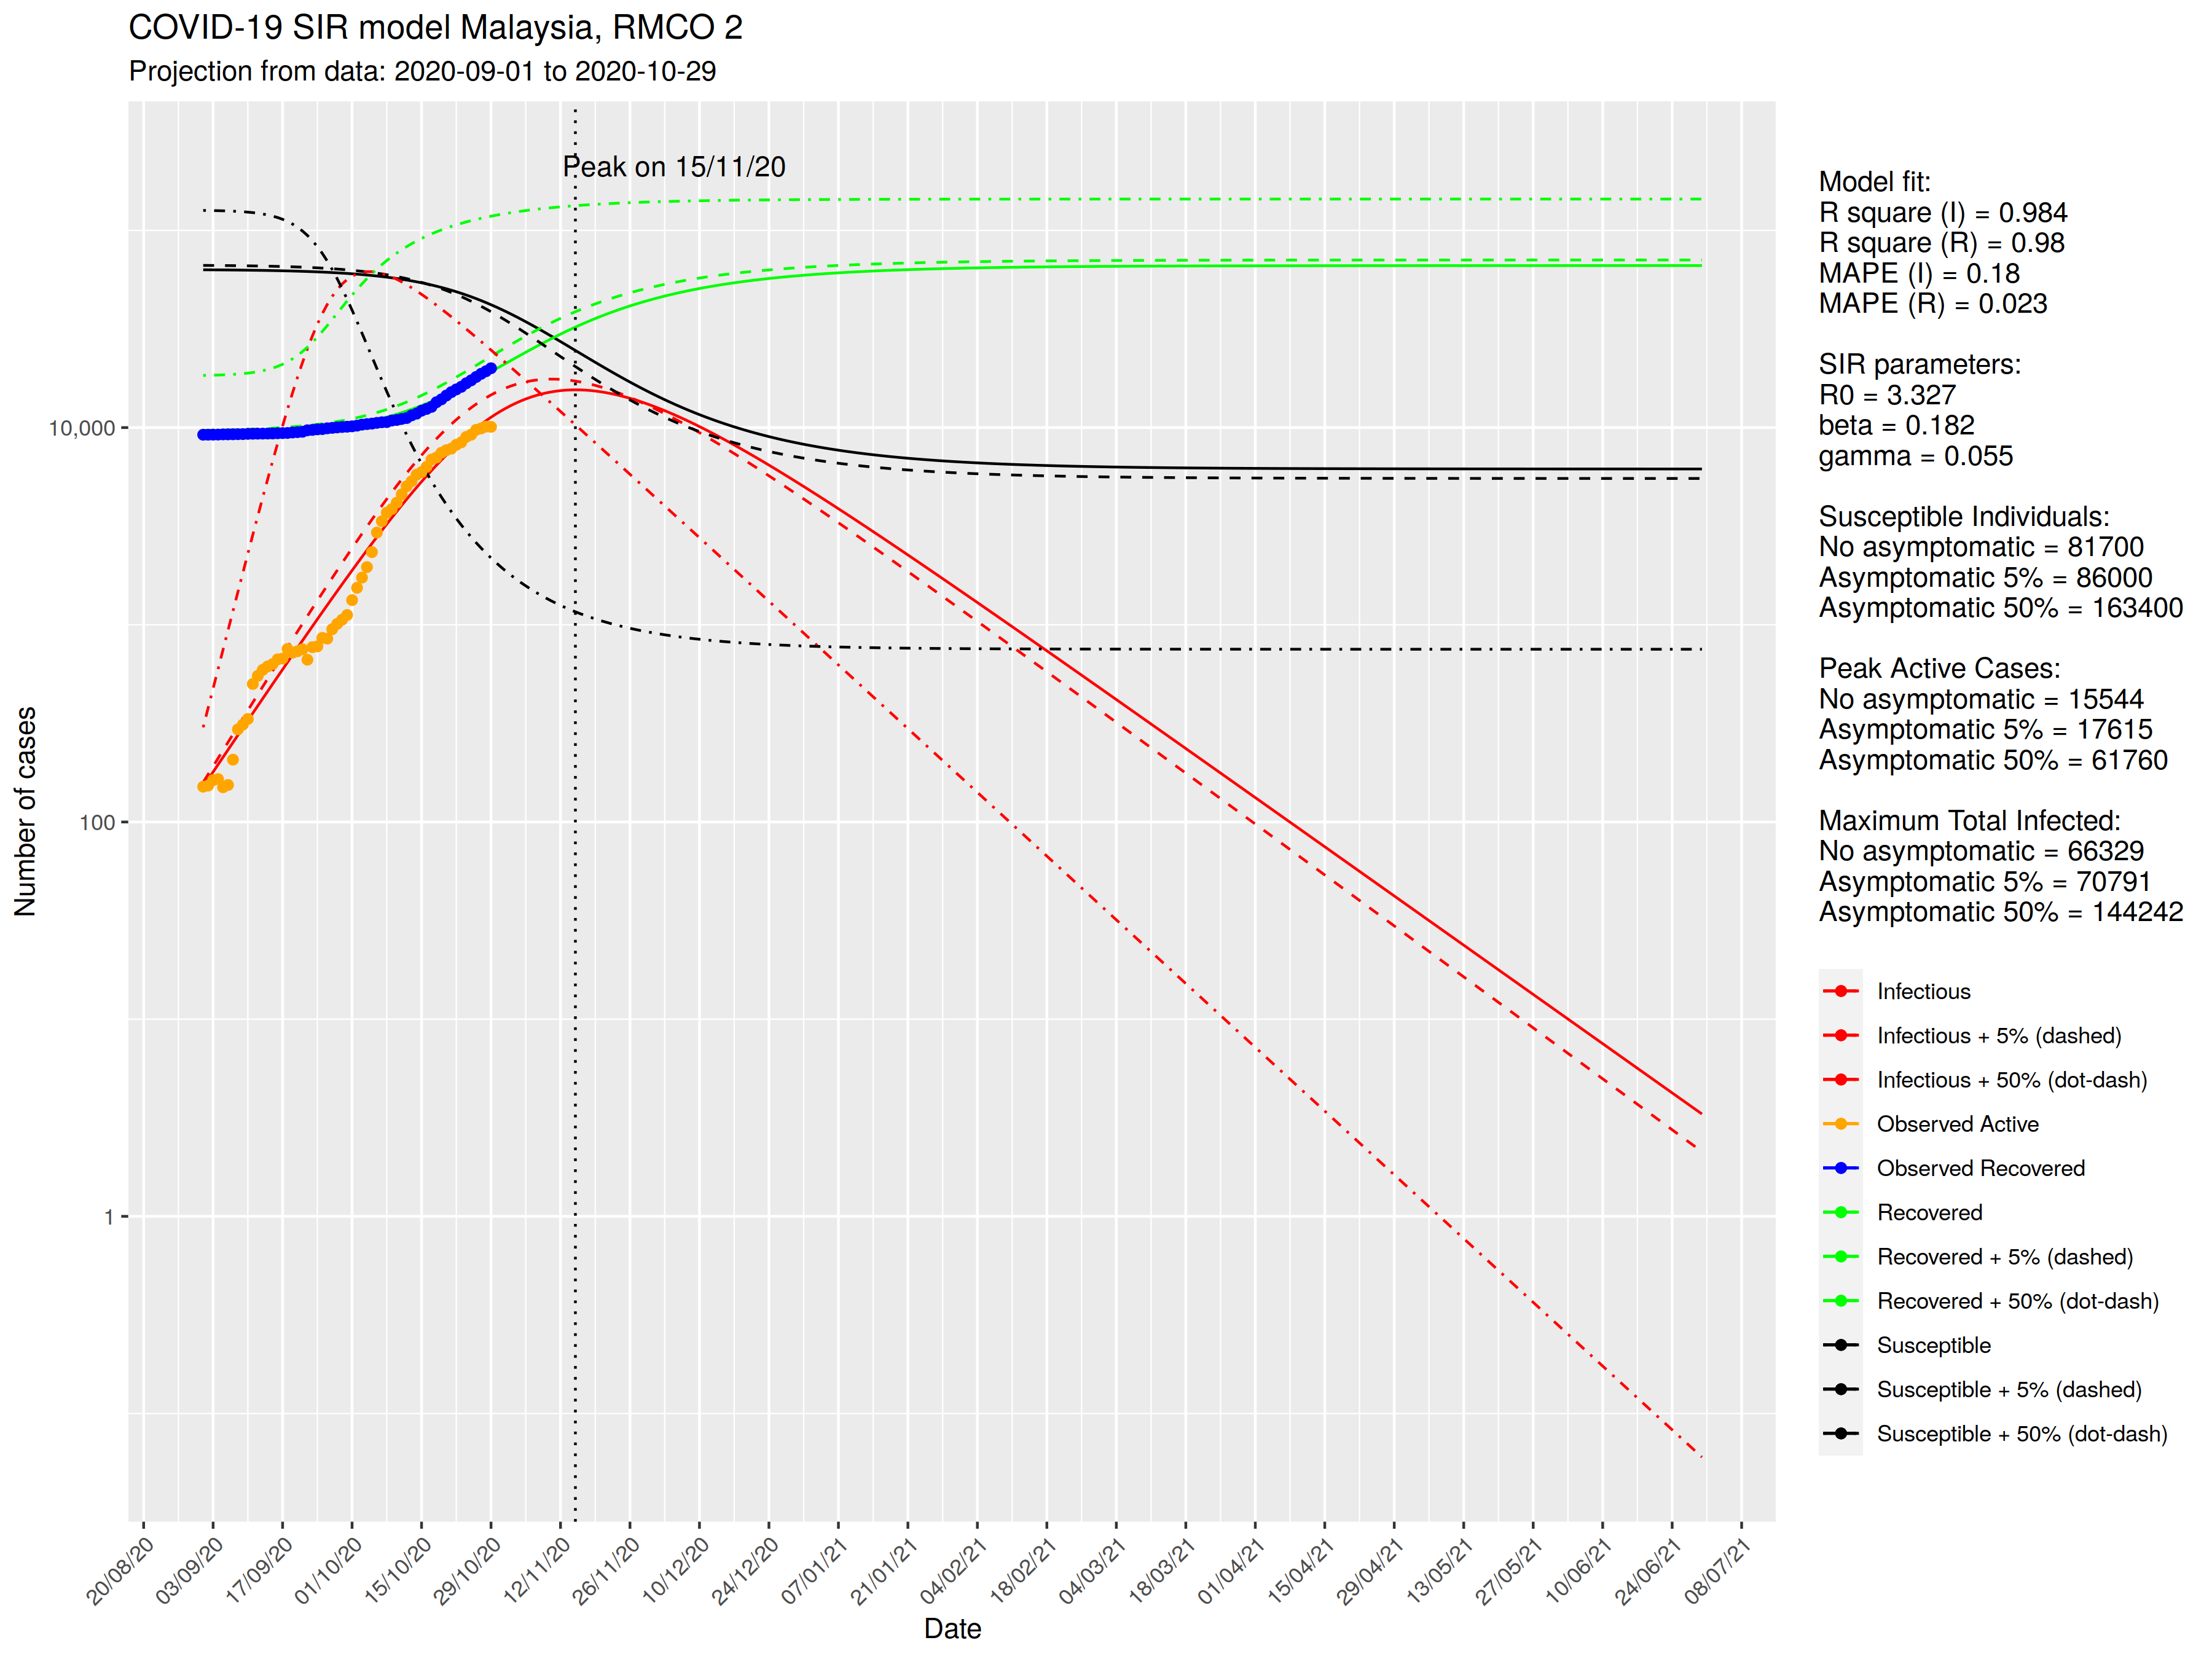 COVID-19 SIR model Malaysia, RMCO 2
Projection from data: 2020-09-01 to 2020-10-29
Peak on 15/11/20
Number of cases
10,000
100
1
20/08/20
03/09/20
17/09/20
01/10/20
15/10/20
29/10/20
12/11/20
26/11/20
10/12/20
24/12/20
07/01/21
21/01/21
04/02/21
18/02/21
04/03/21
18/03/21
01/04/21
15/04/21
29/04/21
13/05/21
27/05/21
10/06/21
24/06/21
08/07/21
Date
Model fit:
R square (I) = 0.984
R square (R) = 0.98
MAPE (I) = 0.18
MAPE (R) = 0.023
SIR parameters:
R0 = 3.327
beta = 0.182
gamma = 0.055
Susceptible Individuals:
No asymptomatic = 81700
Asymptomatic 5% = 86000
Asymptomatic 50% = 163400
Peak Active Cases:
No asymptomatic = 15544
Asymptomatic 5% = 17615
Asymptomatic 50% = 61760
Maximum Total Infected:
No asymptomatic = 66329
Asymptomatic 5% = 70791
Asymptomatic 50% = 144242
Infectious
Infectious + 5% (dashed)
Infectious + 50% (dot-dash)
Observed Active
Observed Recovered
Recovered
Recovered + 5% (dashed)
Recovered + 50% (dot-dash)
Susceptible
Susceptible + 5% (dashed)
Susceptible + 50% (dot-dash)